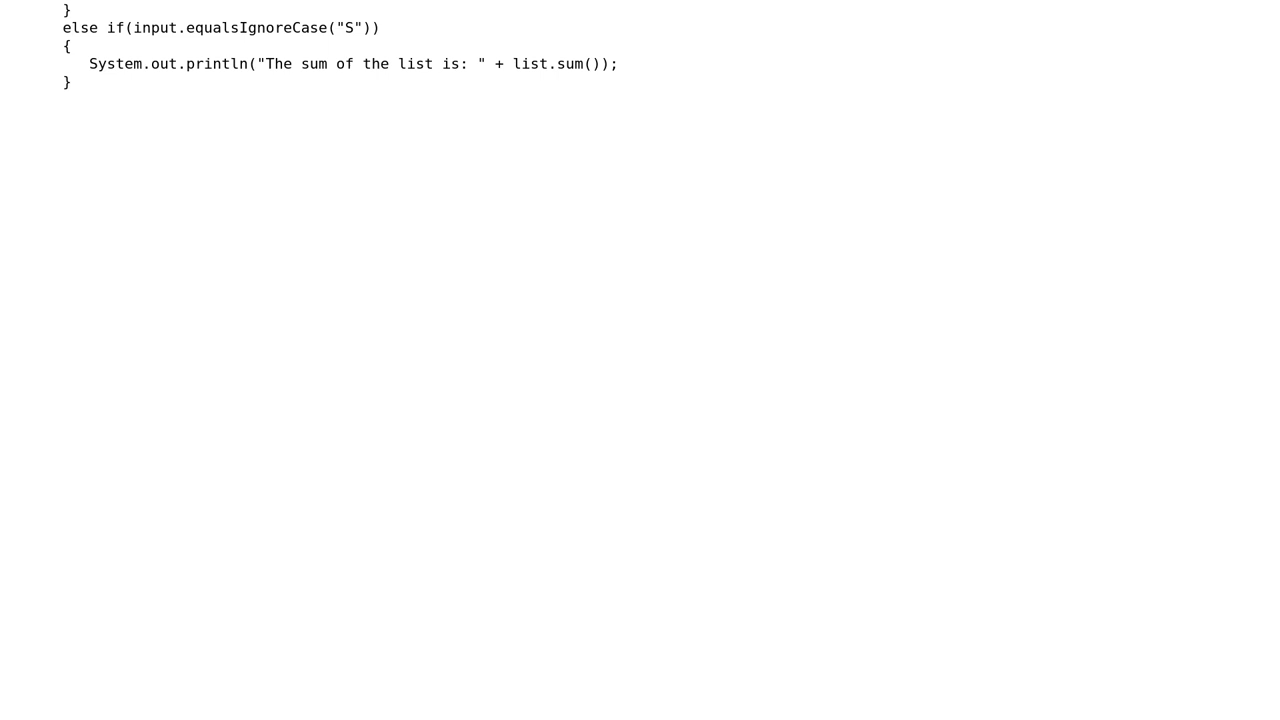 }
else if(input.equalsIgnoreCase("S"))
{
   System.out.println("The sum of the list is: " + list.sum());
}